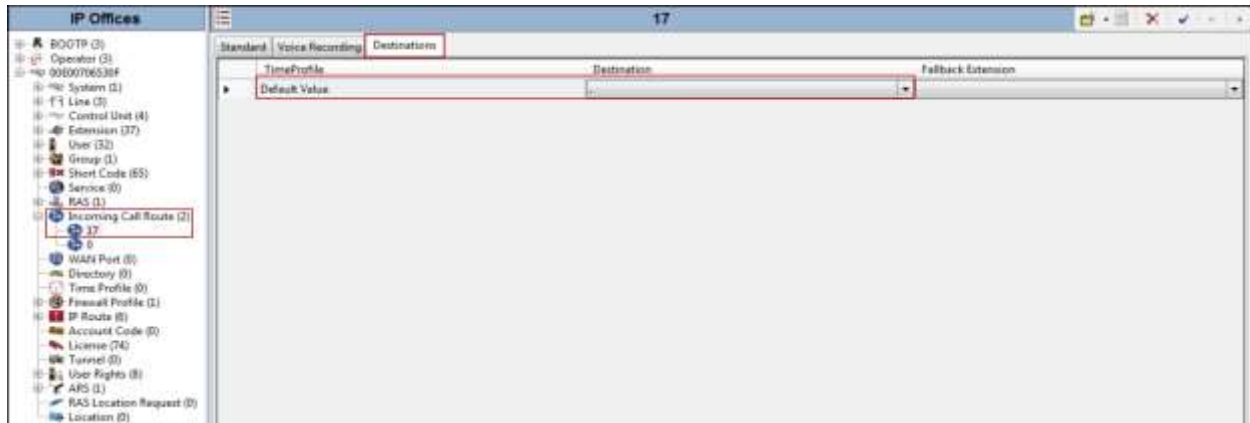 IP Offices
17
BOOTP (3)
Operator (3)
00E00706530F
System (1)
Line (3)
Control Unit (4)
Extension (37)
User (32)
Group (1)
Short Code (65)
Service (0)
RAS (1)
Incoming Call Route (2)
17
0
WAN Port (0)
Directory (0)
Time Profile (0)
Firewall Profile (1)
IP Route (6)
Account Code (0)
License (74)
Tunnel (0)
User Rights (8)
ARS (1)
RAS Location Request (0)
Location (0)
Standard Voice Recording Destinations
TimeProfile Destination Fallback Extension
Default Value .